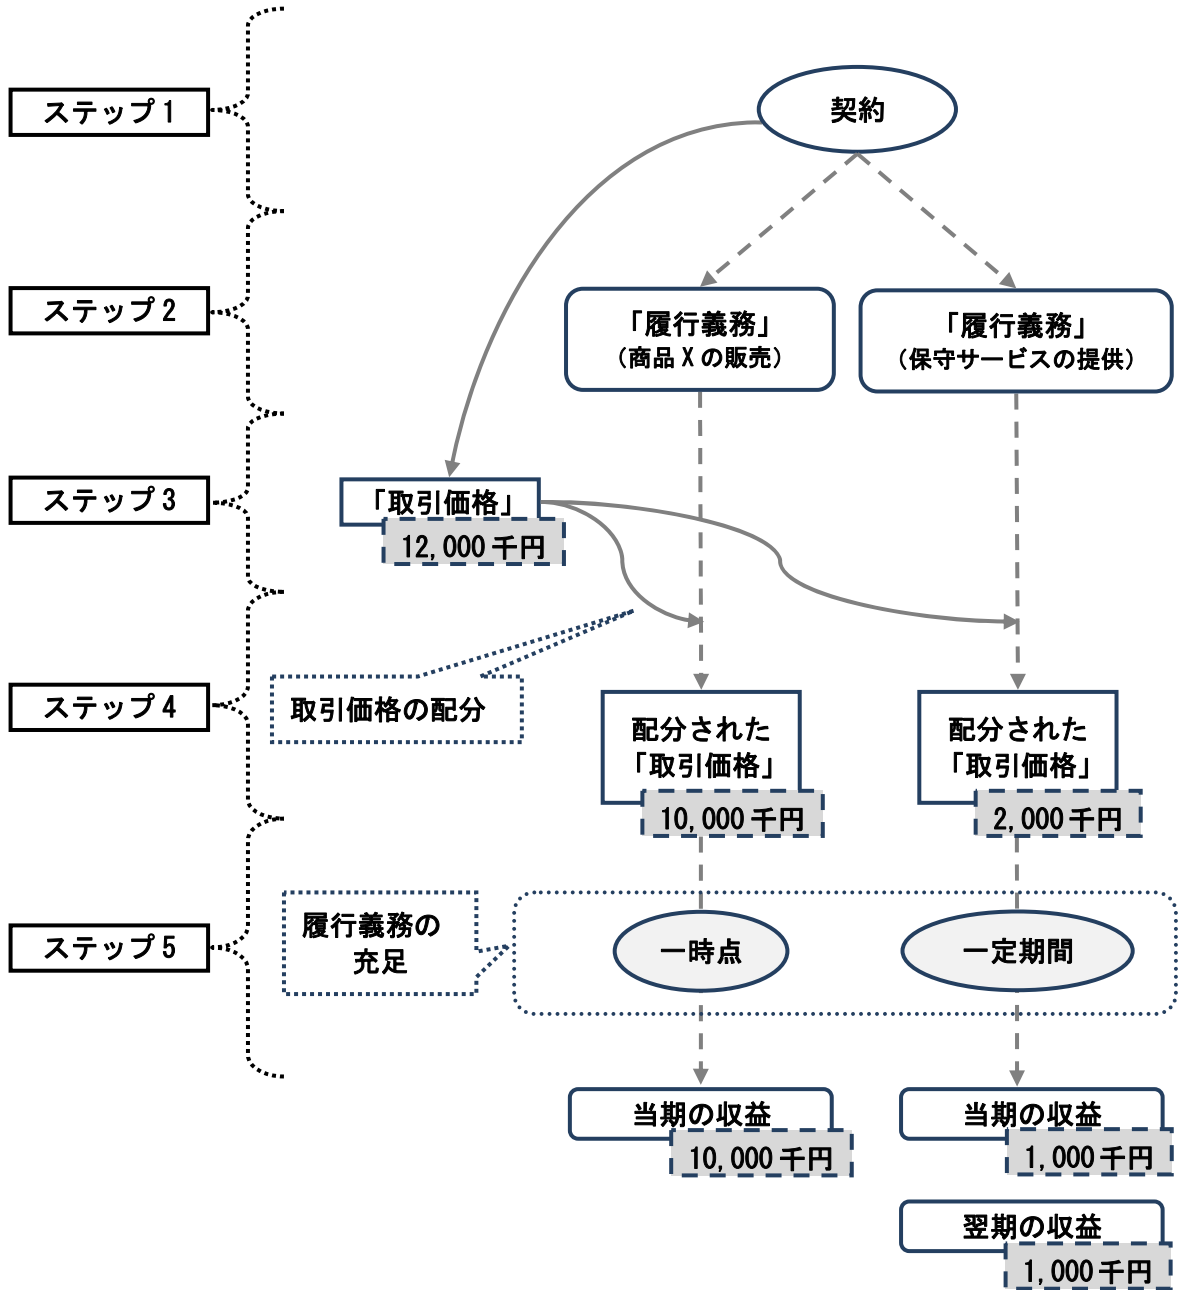 ステップ1
契約
ステップ2
「履行義務」
（商品Xの販売）
「履行義務」
（保守サービスの提供）
ステップ3
「取引価格」
12,000千円
ステップ4
取引価格の配分
配分された
「取引価格」
10,000千円
配分された
「取引価格」
2,000千円
ステップ5
履行義務の
充足
一時点
一定期間
当期の収益
10,000千円
当期の収益
1,000千円
翌期の収益
1,000千円